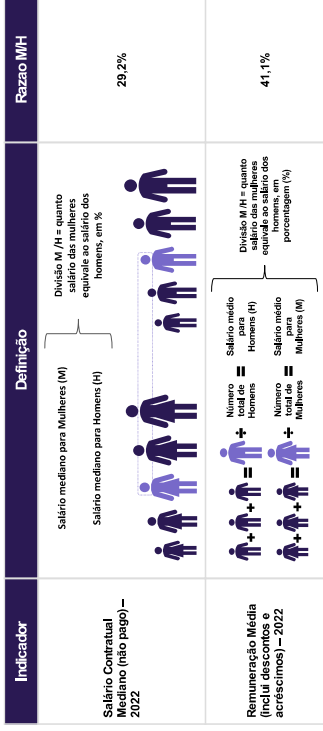 Indicador
Definição
Razao M/H
Salário Contratual
Mediano (não pago) –
2022
Salário mediano para Mulheres (M)
Salário mediano para Homens (H)
Divisão M /H = quanto
salário das mulheres
equivale ao salário dos
homens, em %
29,2%
Remuneração Média
(inclui descontos e
acréscimos) – 2022
+ + = ÷
Número
total de
Homens
=
Salário médio
para
Homens (H)
+ + = ÷
Número
total de
Mulheres
=
Salário médio
para
Mulheres (M)
Divisão M /H = quanto
salário das mulheres
equivale ao salário dos
homens, em
porcentagem (%)
41,1%